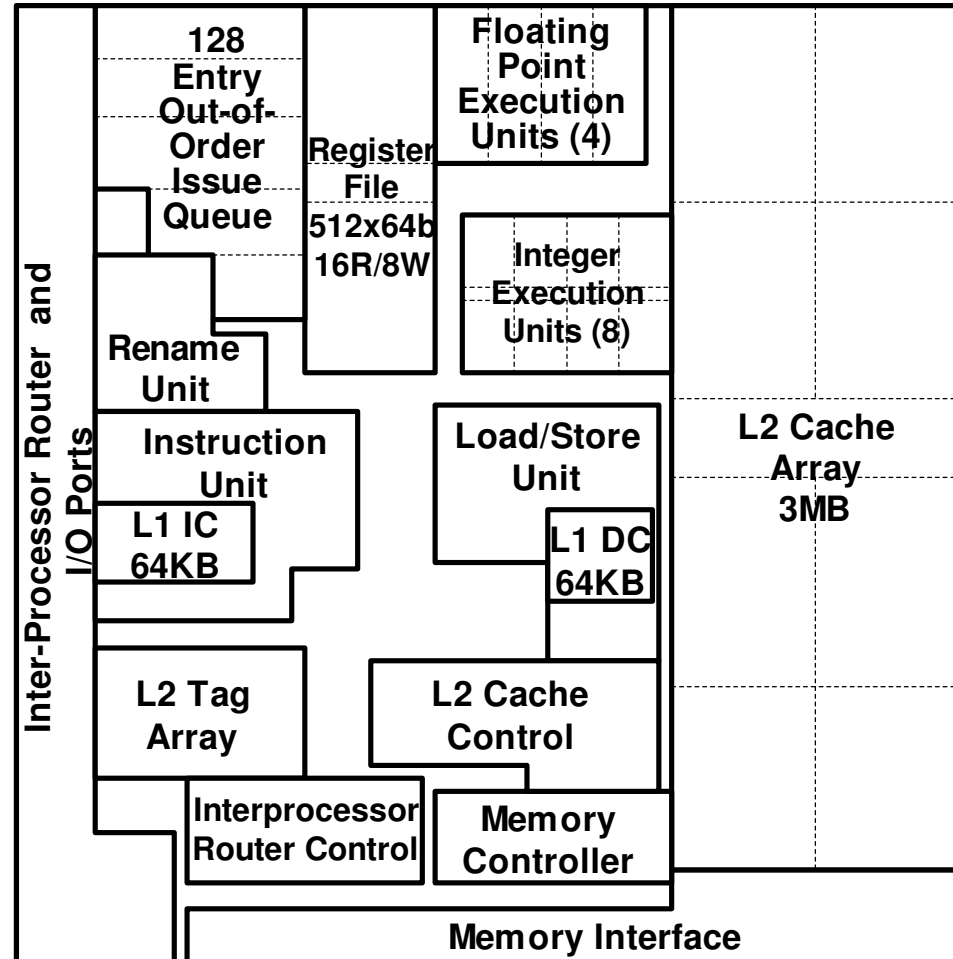 128
Entry
Out-of-
Order
Issue
Queue
Register
File
512x64b
16R/8W
Floating
Point
Execution
Units (4)
Integer
Execution
Units (8)
Rename
Unit
Instruction
Unit
L1 IC
64KB
Load/Store
Unit
L1 DC
64KB
L2 Cache
Array
3MB
Inter-Processor Router and
I/O Ports
L2 Tag
Array
L2 Cache
Control
Interprocessor
Router Control
Memory
Controller
Memory Interface